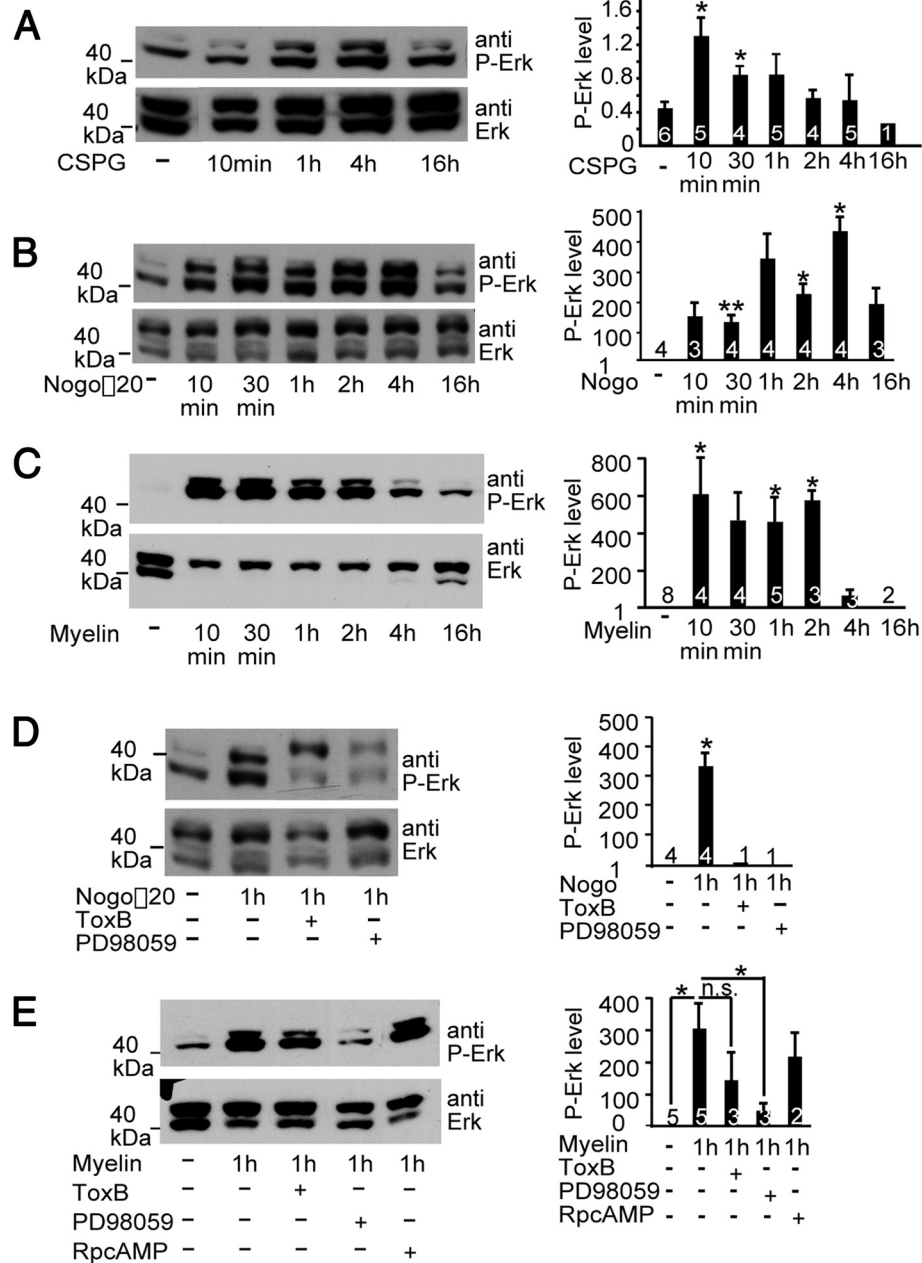 A
40
kDa
anti
P-Erk
40
kDa
anti
Erk
CSPG – 10min 1h 4h 16h
P-Erk level
1.6
1.2
0.8
0.4
0
* *
6 5 4 5 4 5 1
CSPG - 10 30 1h 2h 4h 16h
min min
B
40
kDa
anti
P-Erk
40
kDa
anti
Erk
Nogo▯20 – 10 30 1h 2h 4h 16h
min min
P-Erk level
500
400
300
200
100
1
** * *
4 3 4 4 4 4 3
Nogo - 10 30 1h 2h 4h 16h
min min
C
40
kDa
anti
P-Erk
40
kDa
anti
Erk
Myelin – 10 30 1h 2h 4h 16h
min min
P-Erk level
800
600
400
200
1
* * *
8 4 4 5 3 3 2
Myelin - 10 30 1h 2h 4h 16h
min min
D
40
kDa
anti
P-Erk
40
kDa
anti
Erk
Nogo▯20 – 1h 1h 1h
ToxB – – + –
PD98059 – – – +
P-Erk level
500
400
300
200
100
1
*
4 4 1 1
Nogo - 1h 1h 1h
ToxB - - + -
PD98059 - - - +
E
40
kDa
anti
P-Erk
40
kDa
anti
Erk
Myelin – 1h 1h 1h 1h
ToxB – – + – –
PD98059 – – – + –
RpcAMP – – – – +
P-Erk level
400
300
200
100
0
*
* n.s.
5 5 3 3 2
Myelin - 1h 1h 1h 1h
ToxB - - + - -
PD98059 - - - + -
RpcAMP - - - - +